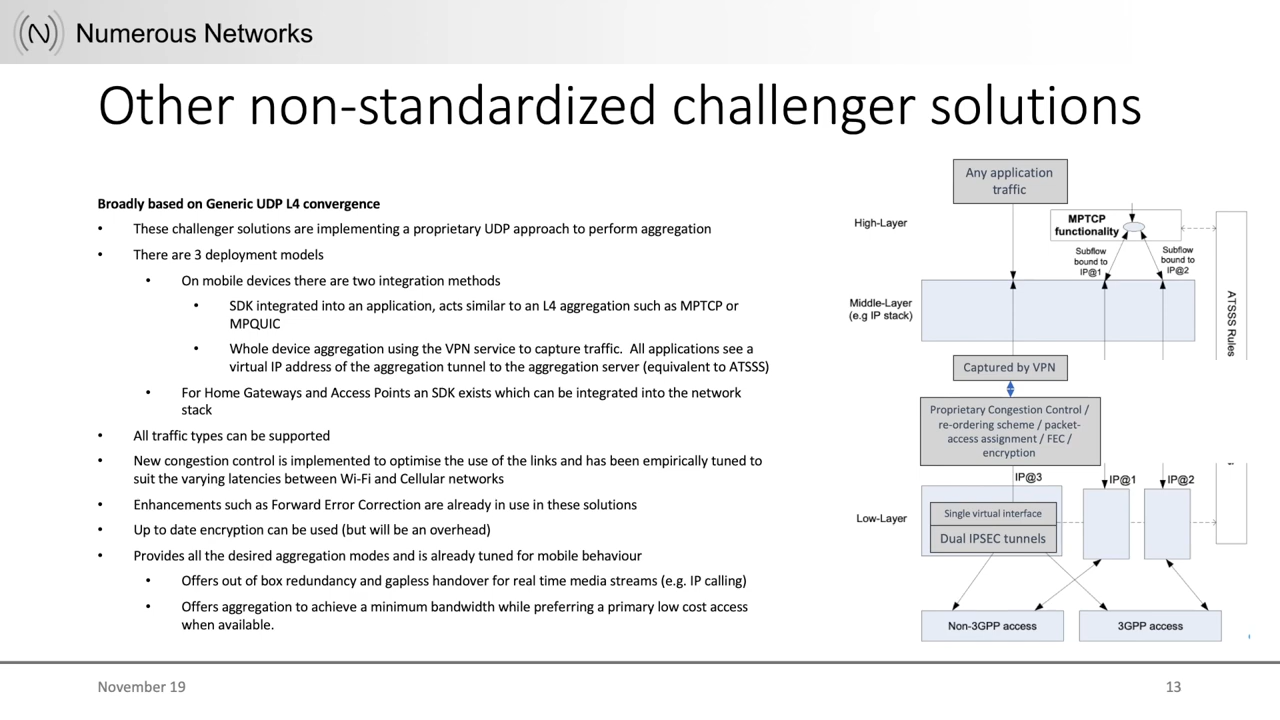 (N) Numerous Networks
Other non-standardized challenger solutions
Broadly based on Generic UDP L4 convergence
• These challenger solutions are implementing a proprietary UDP approach to perform aggregation
• There are 3 deployment models
• On mobile devices there are two integration methods
• SDK integrated into an application, acts similar to an L4 aggregation such as MPTCP or
MPQUIC
• Whole device aggregation using the VPN service to capture traffic. All applications see a
virtual IP address of the aggregation tunnel to the aggregation server (equivalent to ATSSS)
• For Home Gateways and Access Points an SDK exists which can be integrated into the network
stack
• All traffic types can be supported
• New congestion control is implemented to optimise the use of the links and has been empirically tuned to
suit the varying latencies between Wi-Fi and Cellular networks
• Enhancements such as Forward Error Correction are already in use in these solutions
• Up to date encryption can be used (but will be an overhead)
• Provides all the desired aggregation modes and is already tuned for mobile behaviour
• Offers out of box redundancy and gapless handover for real time media streams (e.g. IP calling)
• Offers aggregation to achieve a minimum bandwidth while preferring a primary low cost access
when available.
Any application
traffic
High-Layer
MPTCP
functionality
Subflow
bound to
IP@1
Subflow
bound to
IP@2
Middle-Layer
(e.g IP stack)
ATSSS Rules
Captured by VPN
Proprietary Congestion Control /
re-ordering scheme / packet-
access assignment / FEC /
encryption
IP@3
IP@1
IP@2
Low-Layer
Single virtual interface
Dual IPSEC tunnels
Non-3GPP access
3GPP access
November 19
13